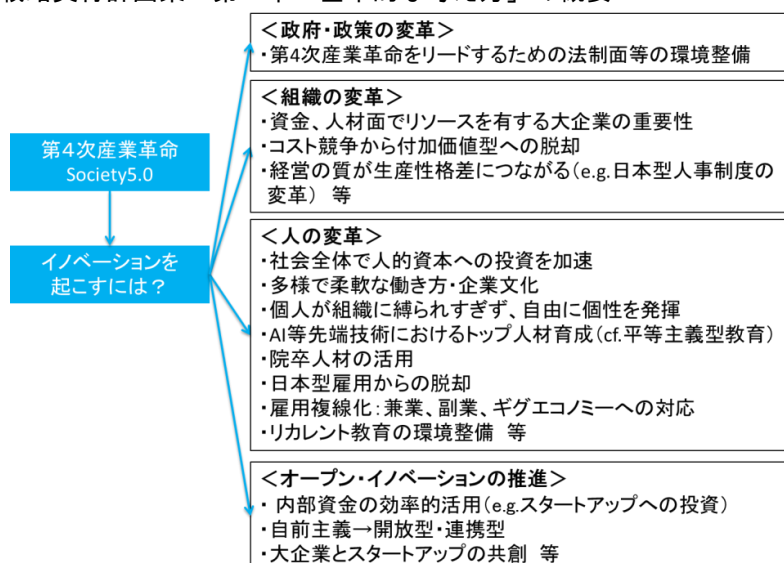 ＜政府・政策の変革＞
・第4次産業革命をリードするための法制面等の環境整備
＜組織の変革＞
・資金、人材面でリソースを有する大企業の重要性
・コスト競争から付加価値型への脱却
・経営の質が生産性格差につながる（e.g.日本型人事制度の
変革） 等
第4次産業革命
Society5.0
イノベーションを
起こすには？
＜人の変革＞
・社会全体で人的資本への投資を加速
・多様で柔軟な働き方・企業文化
・個人が組織に縛られすぎず、自由に個性を発揮
・AI等先端技術におけるトップ人材育成（cf.平等主義型教育）
・院卒人材の活用
・日本型雇用からの脱却
・雇用複線化：兼業、副業、ギグエコノミーへの対応
・リカレント教育の環境整備 等
＜オープン・イノベーションの推進＞
・ 内部資金の効率的活用（e.g.スタートアップへの投資）
・自前主義→開放型・連携型
・大企業とスタートアップの共創 等